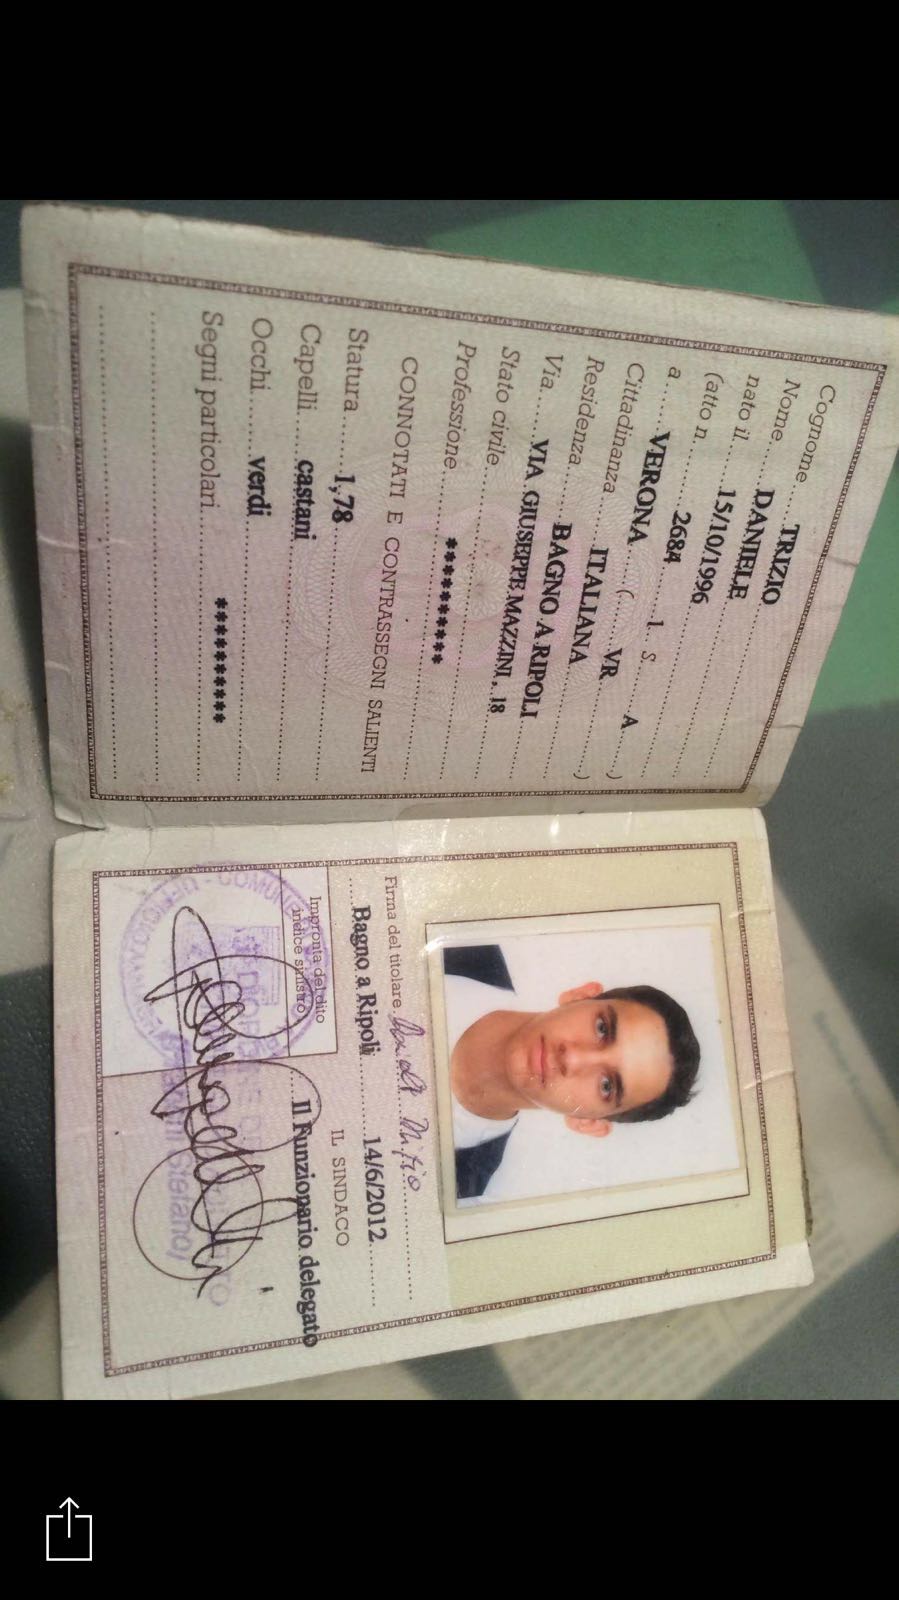 Cognome.....TRIZIO
Nome.....DANIELE
nato il.....15/10/1996
(atto n.....2684.....1...S.....A.....)
a.....VERONA.....(.....VR.....)
Cittadinanza.....ITALIANA
Residenza.....BAGNO A RIPOLI
Via.....VIA GIUSEPPE MAZZINI, 18
Stato civile
Professione.....**********
CONNOTATI E CONTRASSEGNI SALIENTI
Statura.....1,78
Capelli.....castani
Occhi.....verdi
Segni particolari.....**********
Firma del titolare
Bagno a Ripoli.....14/6/2012
IL SINDACO
Impronta del dito
indice sinistro
Il Funzionario delegato
D'ORDINE DE
Stefano)